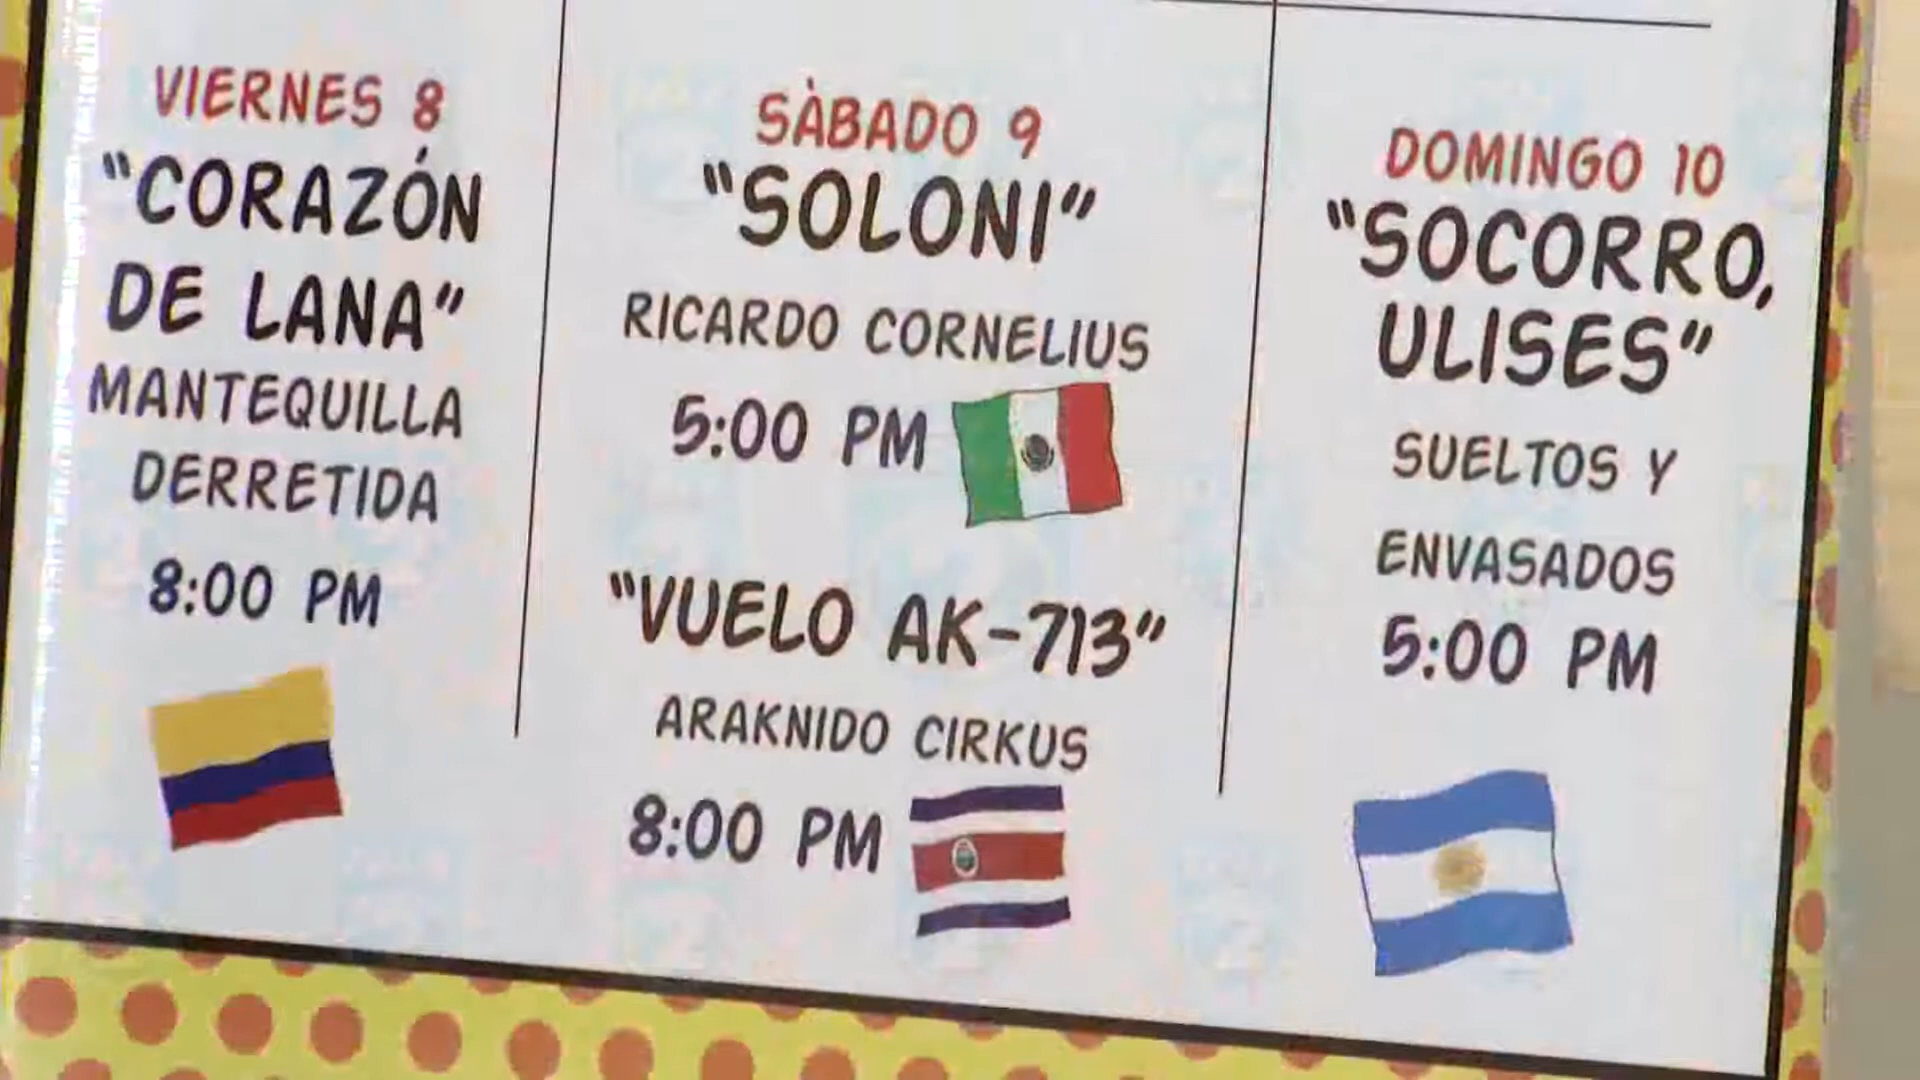 VIERNES 8
"CORAZÓN
DE LANA"
MANTEQUILLA
DERRETIDA
8:00 PM
SÀBADO 9
"SOLONI"
RICARDO CORNELIUS
5:00 PM
"VUELO AK-713"
ARAKNIDO CIRKUS
8:00 PM
DOMINGO 10
"SOCORRO,
ULISES"
SUELTOS Y
ENVASADOS
5:00 PM